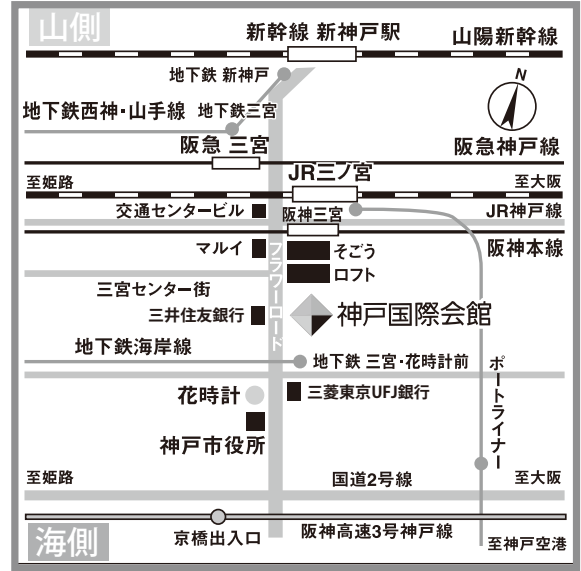 山側
新幹線 新神戸駅
山陽新幹線
地下鉄 新神戸
N
地下鉄西神・山手線
地下鉄三宮
阪急 三宮
阪急神戸線
JR三ノ宮
至姫路
至大阪
交通センタービル
阪神三宮
JR神戸線
マルイ
そごう
阪神本線
ロフト
フラワーロード
三宮センター街
三井住友銀行
神戸国際会館
地下鉄海岸線
地下鉄 三宮・花時計前
ポートライナー
花時計
三菱東京UFJ銀行
神戸市役所
至姫路
国道2号線
至大阪
海側
京橋出入口
阪神高速3号神戸線
至神戸空港